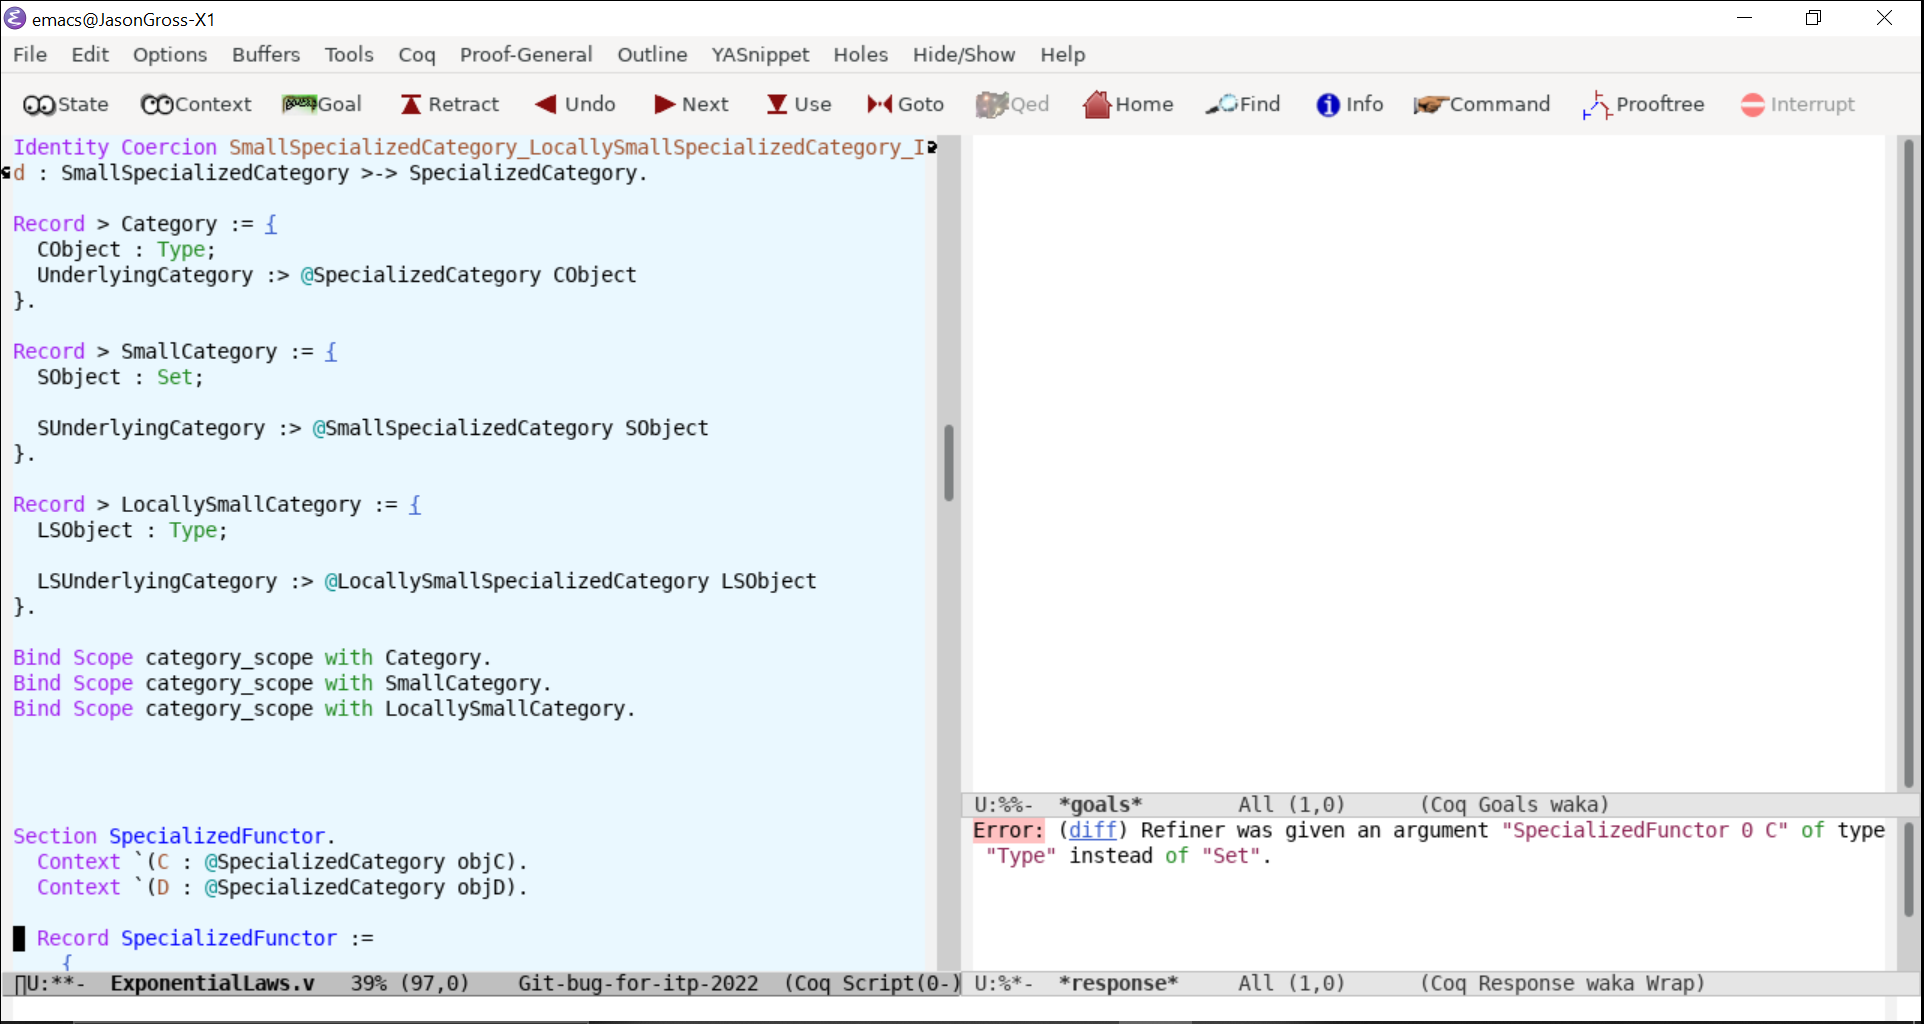 emacs@JasonGross-X1
File Edit Options Buffers Tools Coq Proof-General Outline YASnippet Holes Hide/Show Help
State Context Goal Retract Undo Next Use Goto Qed Home Find Info Command Prooftree Interrupt
Identity Coercion SmallSpecializedCategory_LocallySmallSpecializedCategory_I
d : SmallSpecializedCategory >-> SpecializedCategory.
Record > Category := {
  CObject : Type;
  UnderlyingCategory :> @SpecializedCategory CObject
}.
Record > SmallCategory := {
  SObject : Set;
  SUnderlyingCategory :> @SmallSpecializedCategory SObject
}.
Record > LocallySmallCategory := {
  LSObject : Type;
  LSUnderlyingCategory :> @LocallySmallSpecializedCategory LSObject
}.
Bind Scope category_scope with Category.
Bind Scope category_scope with SmallCategory.
Bind Scope category_scope with LocallySmallCategory.
Section SpecializedFunctor.
  Context `(C : @SpecializedCategory objC).
  Context `(D : @SpecializedCategory objD).
  Record SpecializedFunctor :=
    {
U:**-  ExponentialLaws.v   39% (97,0)    Git-bug-for-itp-2022  (Coq Script(0-)
U:%%-  *goals*        All (1,0)      (Coq Goals waka)
Error: (diff) Refiner was given an argument "SpecializedFunctor 0 C" of type
 "Type" instead of "Set".
U:%*-  *response*     All (1,0)      (Coq Response waka Wrap)